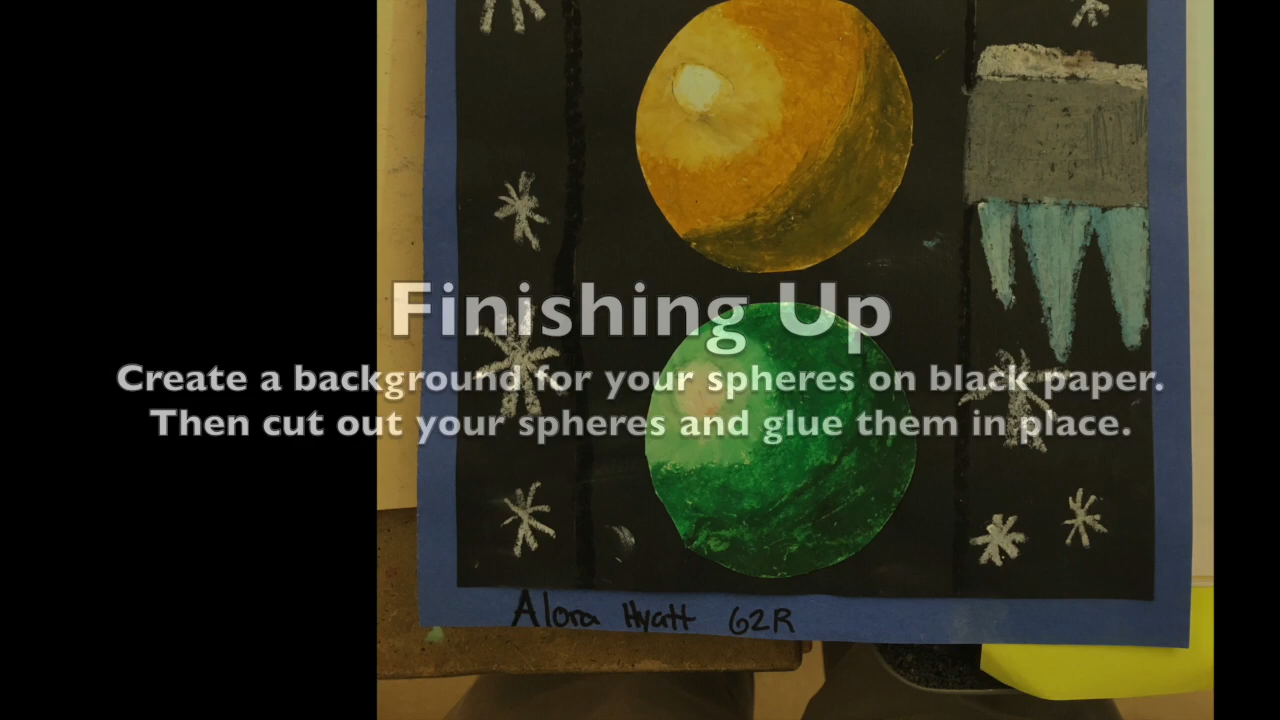 Finishing Up
Create a background for your spheres on black paper.
Then cut out your spheres and glue them in place.
Alora Hyatt 62R